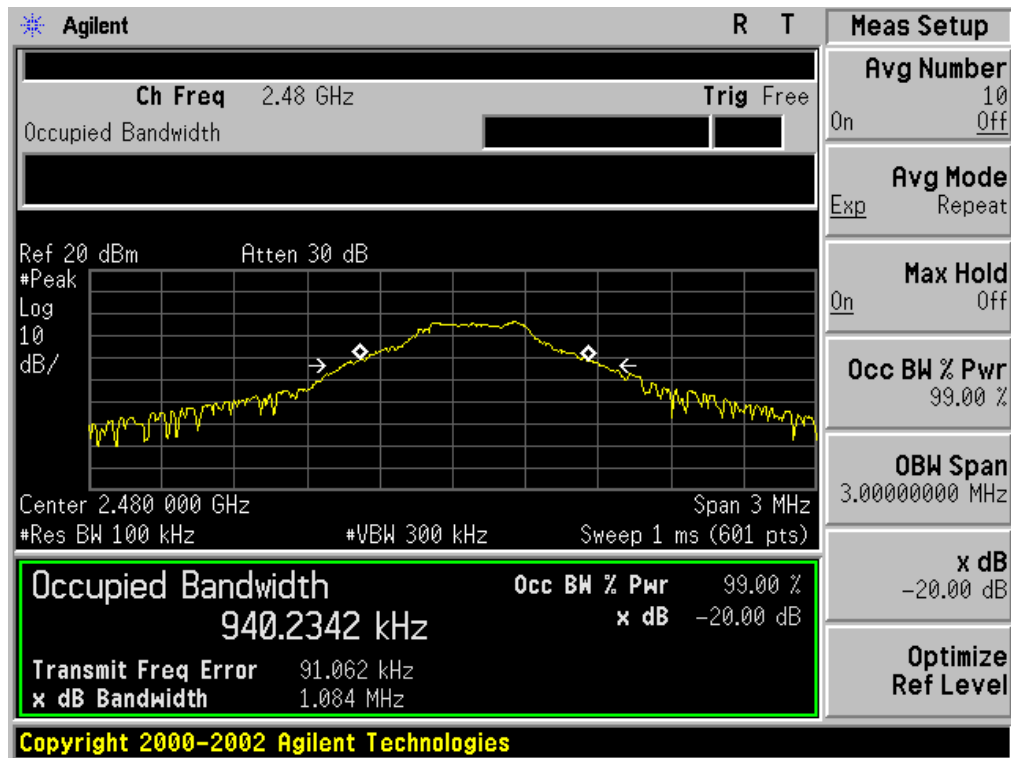 Agilent R T Meas Setup
Ch Freq 2.48 GHz Trig Free
Occupied Bandwidth
Avg Number
10
On Off
Avg Mode
Exp Repeat
Max Hold
On Off
Occ BW % Pwr
99.00 %
OBW Span
3.00000000 MHz
x dB
-20.00 dB
Optimize
Ref Level
Ref 20 dBm Atten 30 dB
#Peak
Log
10
dB/
Center 2.480 000 GHz Span 3 MHz
#Res BW 100 kHz #VBW 300 kHz Sweep 1 ms (601 pts)
Occupied Bandwidth Occ BW % Pwr 99.00 %
940.2342 kHz x dB -20.00 dB
Transmit Freq Error 91.062 kHz
x dB Bandwidth 1.084 MHz
Copyright 2000-2002 Agilent Technologies